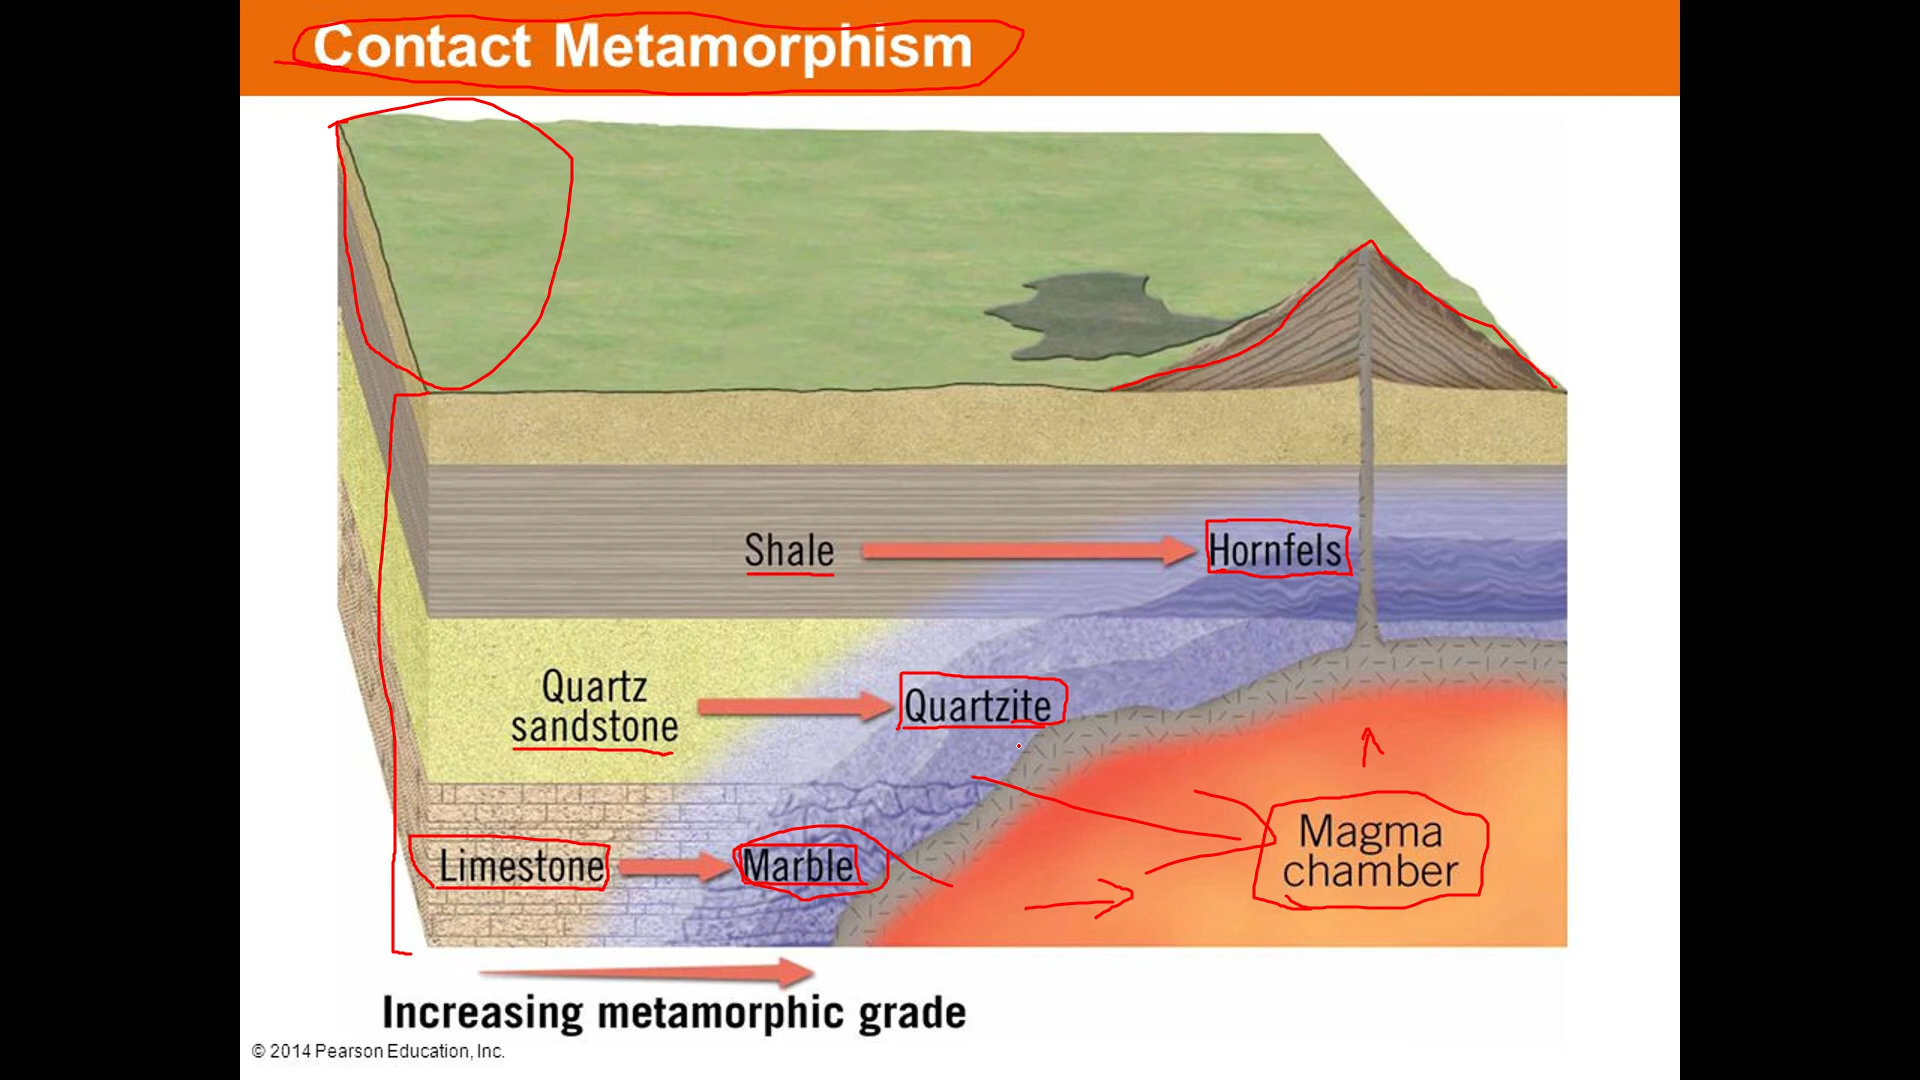 Contact Metamorphism
Shale
Hornfels
Quartz
sandstone
Quartzite
Limestone
Marble
Magma
chamber
Increasing metamorphic grade
© 2014 Pearson Education, Inc.